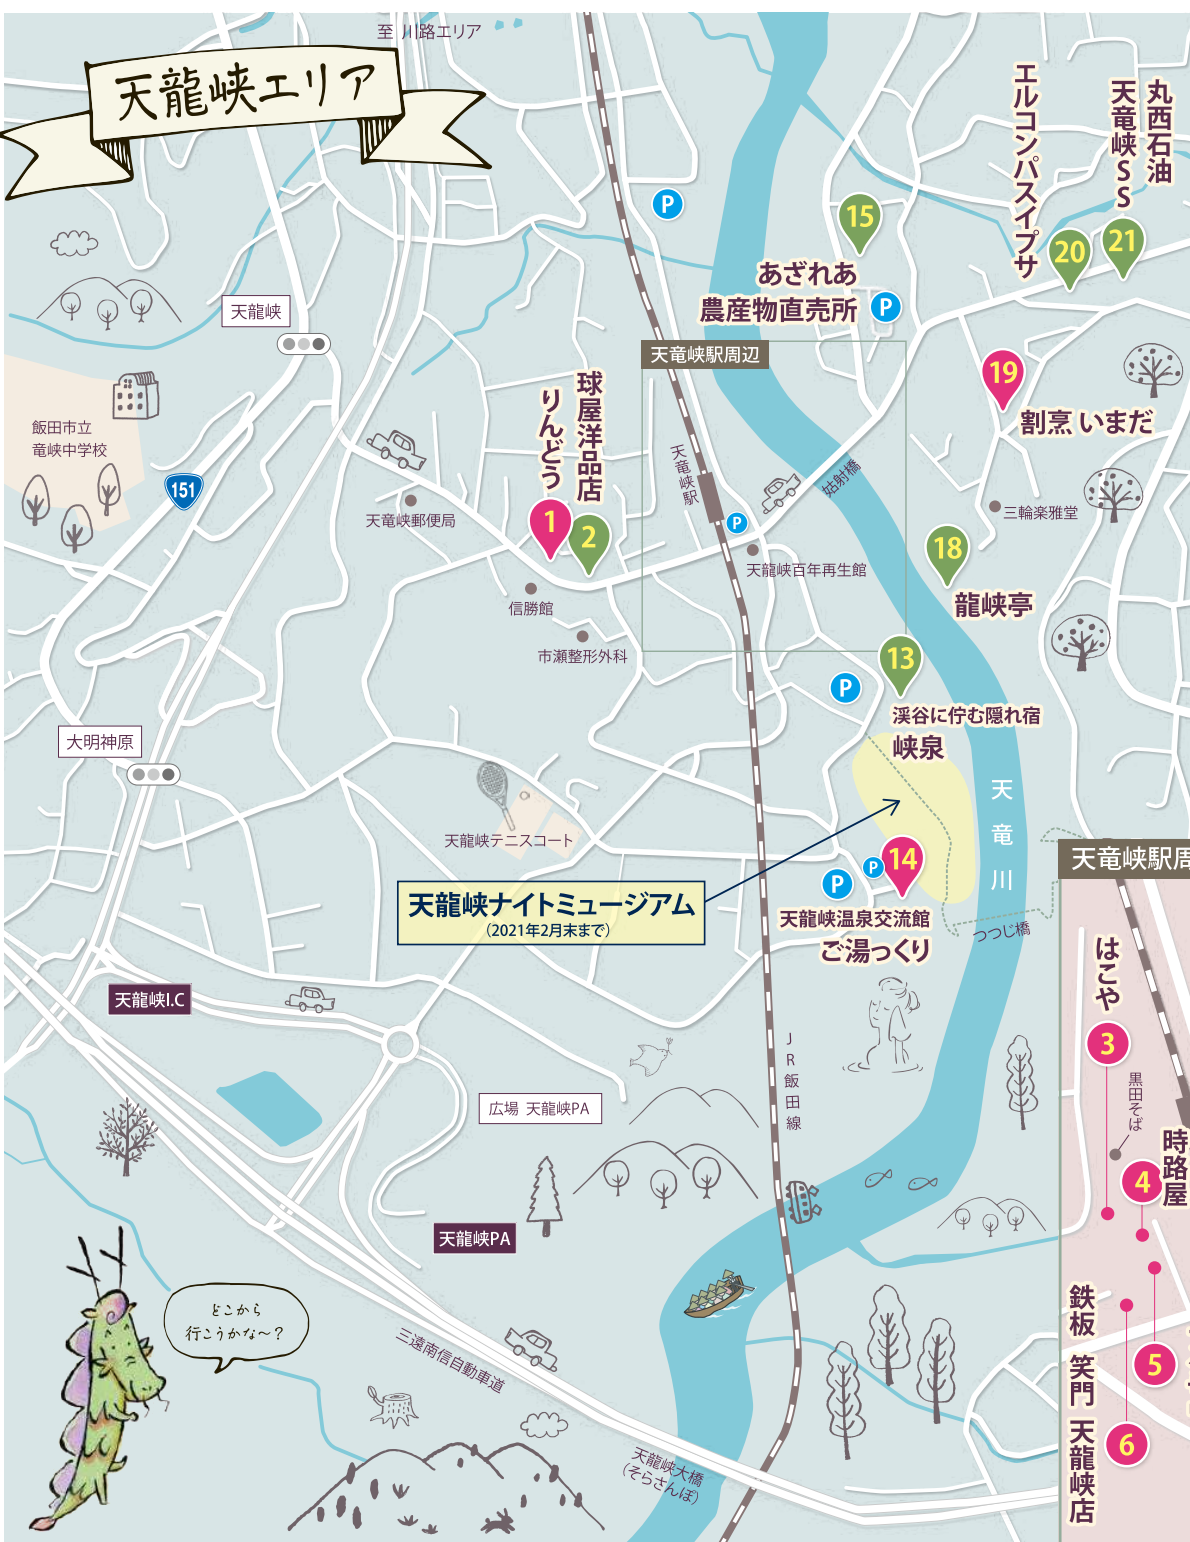 至 川路エリア
天龍峡エリア
エルコンパスイプサ
丸西石油
天竜峡SS
P
15
20
21
あざれあ
農産物直売所
P
天龍峡
天竜峡駅周辺
19
割烹 いまだ
飯田市立
竜峡中学校
151
球屋洋品店
りんどう
天竜峡郵便局
1
2
天竜峡駅
P
姑射橋
三輪楽雅堂
天龍峡百年再生館
18
龍峡亭
信勝館
市瀬整形外科
13
P
渓谷に佇む隠れ宿
峡泉
大明神原
天竜川
天龍峡テニスコート
天龍峡ナイトミュージアム
(2021年2月末まで)
P
P
14
天龍峡温泉交流館
ご湯っくり
つつじ橋
天竜峡駅周
はこや
3
黒田そば
4
時路屋
天龍峡I.C
JR飯田線
広場 天龍峡PA
天龍峡PA
どこから
行こうかな〜?
三遠南信自動車道
天龍峡大橋
(そらさんぽ)
5
6
鉄板 笑門 天龍峡店